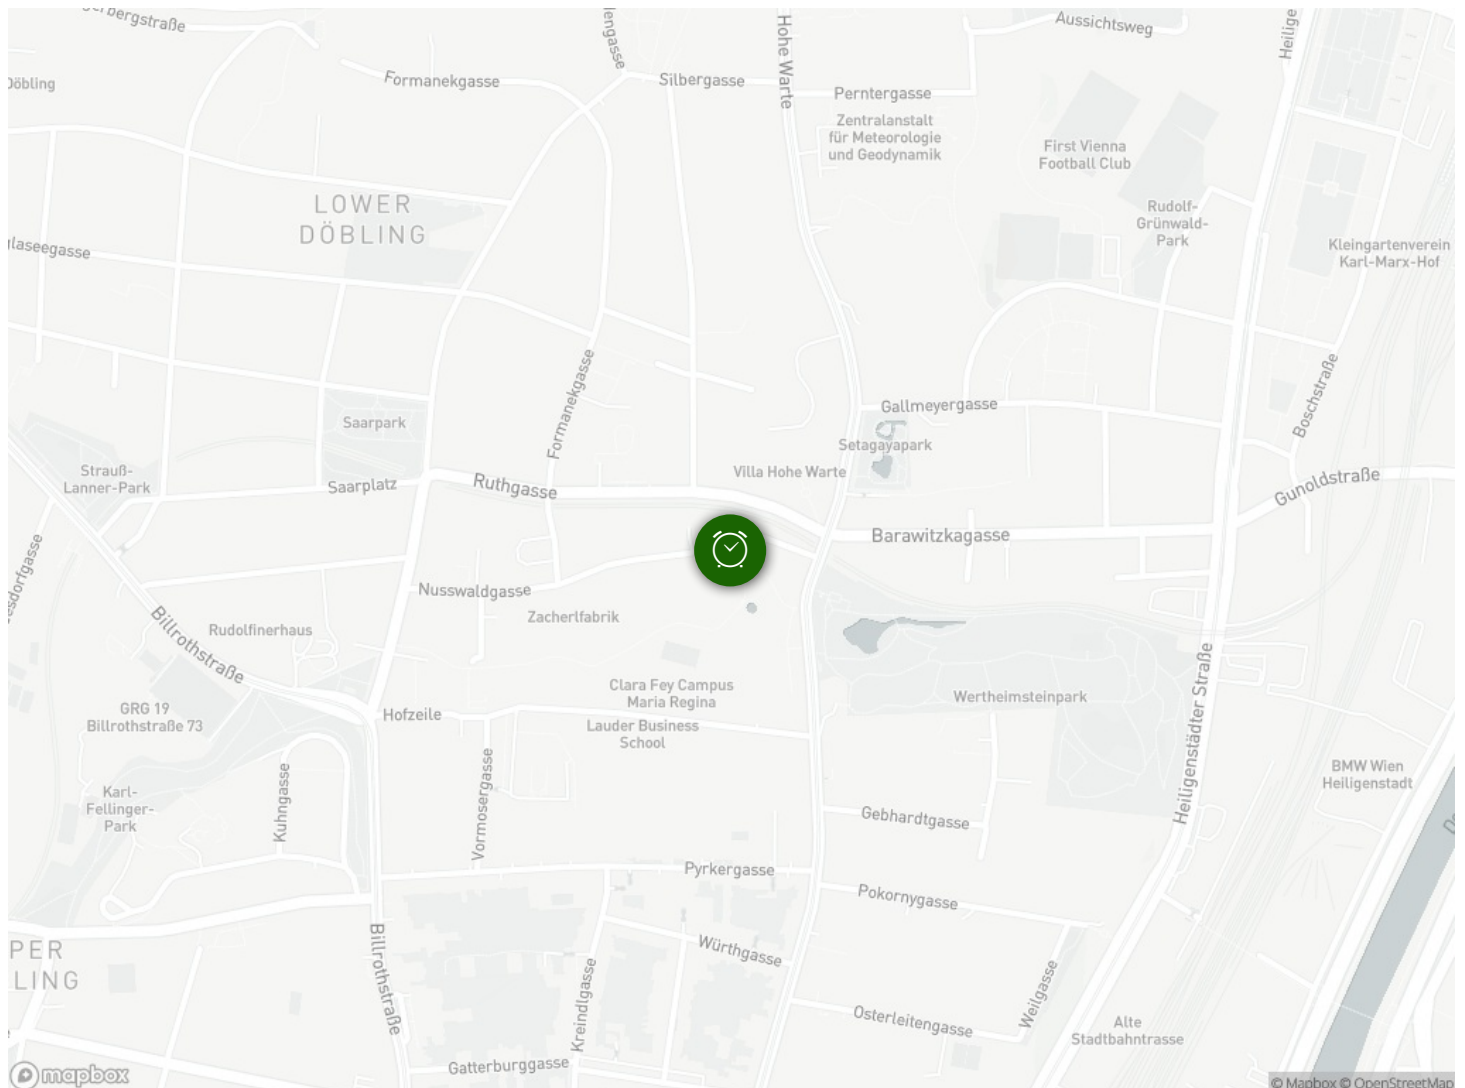 Aussichtsweg
Hohe Warte
Silbergasse
Formanekgasse
Perntergasse
Döbling
Zentralanstalt
für Meteorologie
und Geodynamik
First Vienna
Football Club
LOWER
DÖBLING
Rudolf-
Grünwald-
Park
Kleingartenverein
Karl-Marx-Hof
Formanekgasse
Boschstraße
Gallmeyergasse
Saarpark
Setagayapark
Strauß-
Lanner-Park
Villa Hohe Warte
Saarplatz
Ruthgasse
Gunoldstraße
Barawitzkagasse
Nusswaldgasse
Zacherlfabrik
Rudolfinerhaus
Billrothstraße
Clara Fey Campus
Maria Regina
Wertheimsteinpark
Heiligenstädter Straße
GRG 19
Billrothstraße 73
Hofzeile
Lauder Business
School
BMW Wien
Heiligenstadt
Karl-
Fellinger-
Park
Kuhngasse
Vormosergasse
Gebhardtgasse
Pyrkergasse
Pokornygasse
Billrothstraße
Würthgasse
Kreindlgasse
Weilgasse
Osterleitengasse
Alte
Stadtbahntrasse
Gatterburggasse
mapbox
© Mapbox © OpenStreetMap